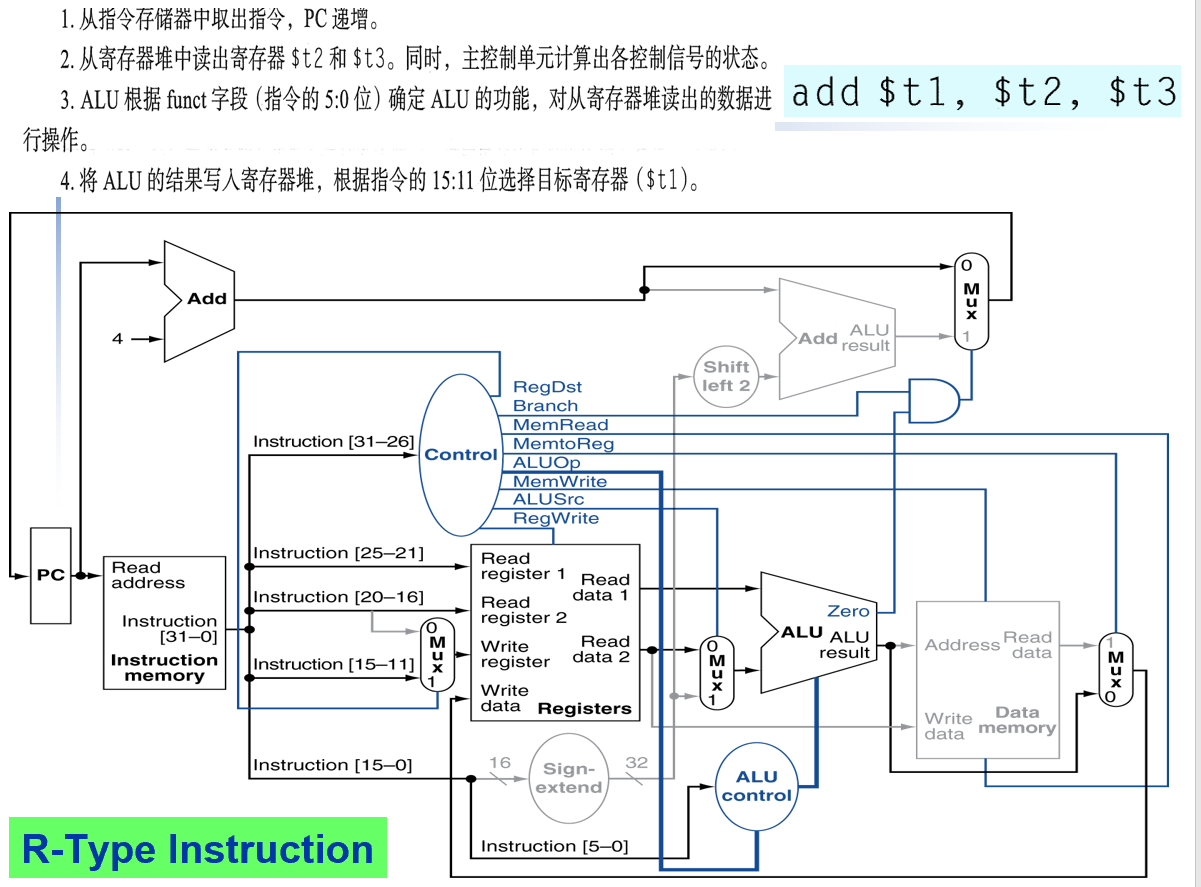 1. 从指令存储器中取出指令，PC 递增。
2. 从寄存器堆中读出寄存器 $t2 和 $t3。同时，主控制单元计算出各控制信号的状态。
3. ALU 根据 funct 字段（指令的 5:0 位）确定 ALU 的功能，对从寄存器堆读出的数据进
行操作。
4. 将 ALU 的结果写入寄存器堆，根据指令的 15:11 位选择目标寄存器（$t1）。
add $t1, $t2, $t3
Add
4
0
Mux
1
Add
ALU
result
Shift
left 2
RegDst
Branch
MemRead
MemtoReg
ALUOp
MemWrite
ALUSrc
RegWrite
Control
Instruction [31–26]
Instruction [25–21]
Instruction [20–16]
Instruction [15–11]
Instruction [15–0]
Instruction [5–0]
PC
Read
address
Instruction
[31–0]
Instruction
memory
0
Mux
1
Read
register 1
Read
register 2
Write
register
Write
data
Read
data 1
Read
data 2
Registers
16
Sign-
extend
32
0
Mux
1
Zero
ALU
ALU
result
ALU
control
Address
Read
data
Write
data
Data
memory
1
Mux
0
R-Type Instruction